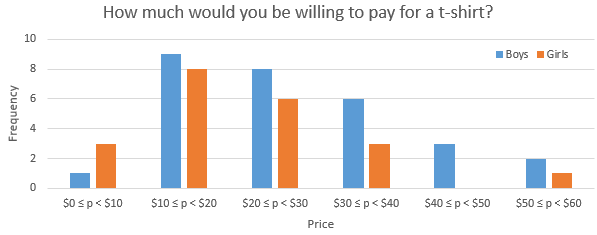 How much would you be willing to pay for a t-shirt?
10
8
6
4
2
0
Frequency
Boys Girls
$0 ≤ p < $10 $10 ≤ p < $20 $20 ≤ p < $30 $30 ≤ p < $40 $40 ≤ p < $50 $50 ≤ p < $60
Price